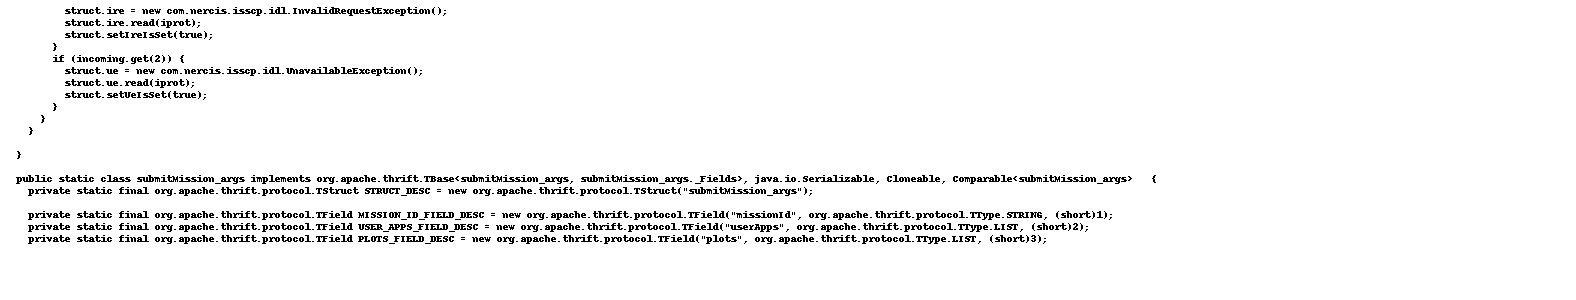 struct.ire = new com.nercis.isscp.idl.InvalidRequestException();
struct.ire.read(iprot);
struct.setIreIsSet(true);
}
if (incoming.get(2)) {
struct.ue = new com.nercis.isscp.idl.UnavailableException();
struct.ue.read(iprot);
struct.setUeIsSet(true);
}
}
}
}
public static class submitMission_args implements org.apache.thrift.TBase<submitMission_args, submitMission_args._Fields>, java.io.Serializable, Cloneable, Comparable<submitMission_args> {
private static final org.apache.thrift.protocol.TStruct STRUCT_DESC = new org.apache.thrift.protocol.TStruct("submitMission_args");
private static final org.apache.thrift.protocol.TField MISSION_ID_FIELD_DESC = new org.apache.thrift.protocol.TField("missionId", org.apache.thrift.protocol.TType.STRING, (short)1);
private static final org.apache.thrift.protocol.TField USER_APPS_FIELD_DESC = new org.apache.thrift.protocol.TField("userApps", org.apache.thrift.protocol.TType.LIST, (short)2);
private static final org.apache.thrift.protocol.TField PLOTS_FIELD_DESC = new org.apache.thrift.protocol.TField("plots", org.apache.thrift.protocol.TType.LIST, (short)3);